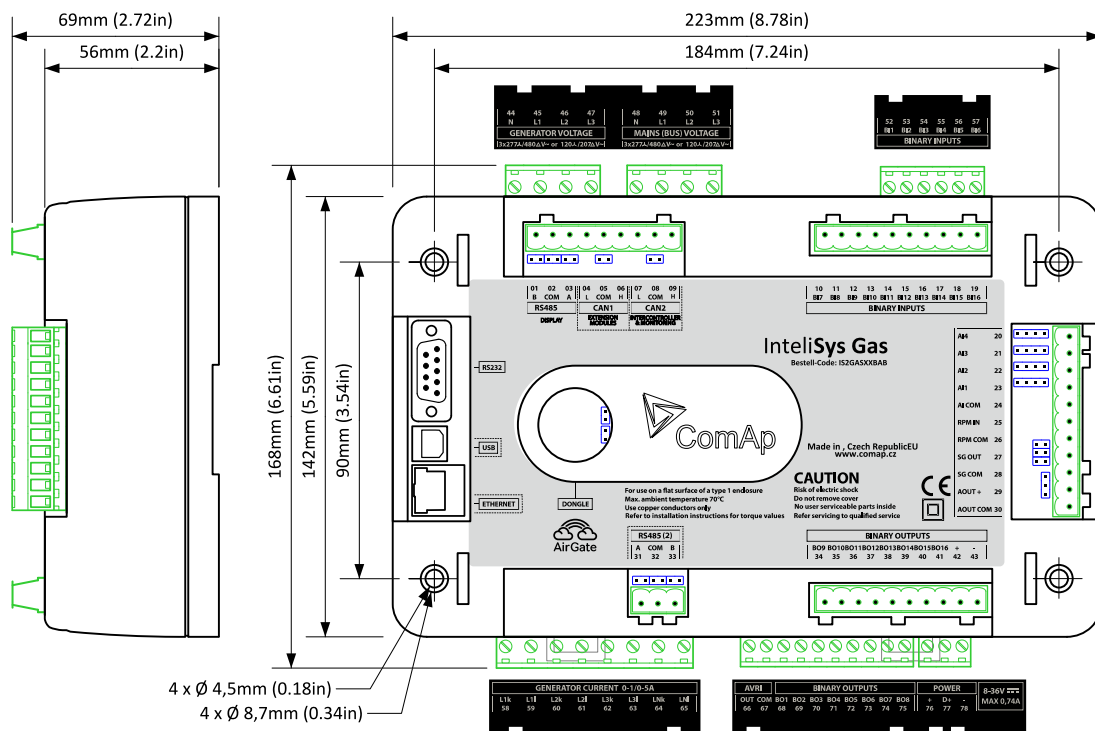 69mm (2.72in)
56mm (2.2in)
223mm (8.78in)
184mm (7.24in)
44 45 46 47
N L1 L2 L3
GENERATOR VOLTAGE
3x277⅄/480ΔV~ or 120⅄/207ΔV~
48 49 50 51
N L1 L2 L3
MAINS (BUS) VOLTAGE
3x277⅄/480ΔV~ or 120⅄/207ΔV~
52 53 54 55 56 57
BI1 BI2 BI3 BI4 BI5 BI6
BINARY INPUTS
168mm (6.61in)
142mm (5.59in)
90mm (3.54in)
01 02 03 04 05 06 07 08 09
B COM A L COM H L COM H
RS485 CAN1 CAN2
DISPLAY
EXTENSION
MODULES
INTERCONTROLLER
& MONITORING
10 11 12 13 14 15 16 17 18 19
BI7 BI8 BI9 BI10 BI11 BI12 BI13 BI14 BI15 BI16
BINARY INPUTS
InteliSys Gas
Bestell-Code: IS2GASXXBAB
AI4 20
AI3 21
AI2 22
AI1 23
AI COM 24
RPM IN 25
RPM COM 26
SG OUT 27
SG COM 28
AOUT + 29
AOUT COM 30
RS232
USB
ETHERNET
DONGLE
ComAp
AirGate
Made in , Czech RepublicEU
www.comap.cz
CAUTION
Risk of electric shock
Do not remove cover
No user serviceable parts inside
Refer servicing to qualified service
CE
For use on a flat surface of a type 1 enclosure
Max. ambient temperature 70°C
Use copper conductors only
Refer to installation instructions for torque values
RS485 (2)
A COM B
31 32 33
BINARY OUTPUTS
BO9 BO10 BO11 BO12 BO13 BO14 BO15 BO16 + -
34 35 36 37 38 39 40 41 42 43
4 x Ø 4,5mm (0.18in)
4 x Ø 8,7mm (0.34in)
GENERATOR CURRENT 0-1/0-5A
L1k L1l L2k L2l L3k L3l LNk LNl
58 59 60 61 62 63 64 65
AVRI BINARY OUTPUTS POWER
OUT COM BO1 BO2 BO3 BO4 BO5 BO6 BO7 BO8 + D+ -
66 67 68 69 70 71 72 73 74 75 76 77 78
8-36V
MAX 0,74A